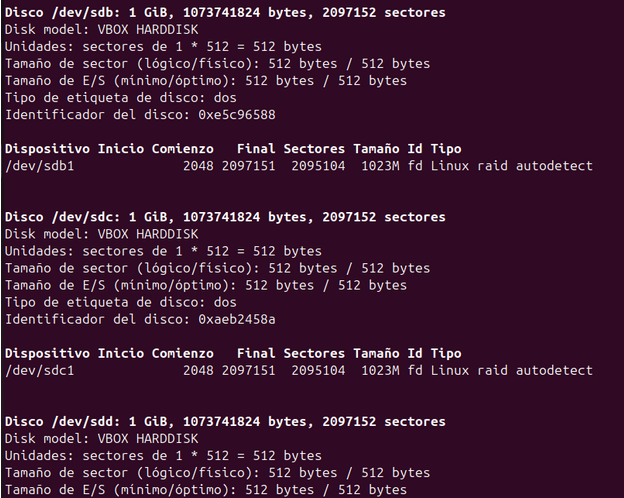 Disco /dev/sdb: 1 GiB, 1073741824 bytes, 2097152 sectores
Disk model: VBOX HARDDISK
Unidades: sectores de 1 * 512 = 512 bytes
Tamaño de sector (lógico/físico): 512 bytes / 512 bytes
Tamaño de E/S (mínimo/óptimo): 512 bytes / 512 bytes
Tipo de etiqueta de disco: dos
Identificador del disco: 0xe5c96588
Dispositivo Inicio Comienzo   Final Sectores Tamaño Id Tipo
/dev/sdb1              2048 2097151  2095104  1023M fd Linux raid autodetect
Disco /dev/sdc: 1 GiB, 1073741824 bytes, 2097152 sectores
Disk model: VBOX HARDDISK
Unidades: sectores de 1 * 512 = 512 bytes
Tamaño de sector (lógico/físico): 512 bytes / 512 bytes
Tamaño de E/S (mínimo/óptimo): 512 bytes / 512 bytes
Tipo de etiqueta de disco: dos
Identificador del disco: 0xaeb2458a
Dispositivo Inicio Comienzo   Final Sectores Tamaño Id Tipo
/dev/sdc1              2048 2097151  2095104  1023M fd Linux raid autodetect
Disco /dev/sdd: 1 GiB, 1073741824 bytes, 2097152 sectores
Disk model: VBOX HARDDISK
Unidades: sectores de 1 * 512 = 512 bytes
Tamaño de sector (lógico/físico): 512 bytes / 512 bytes
Tamaño de E/S (mínimo/óptimo): 512 bytes / 512 bytes